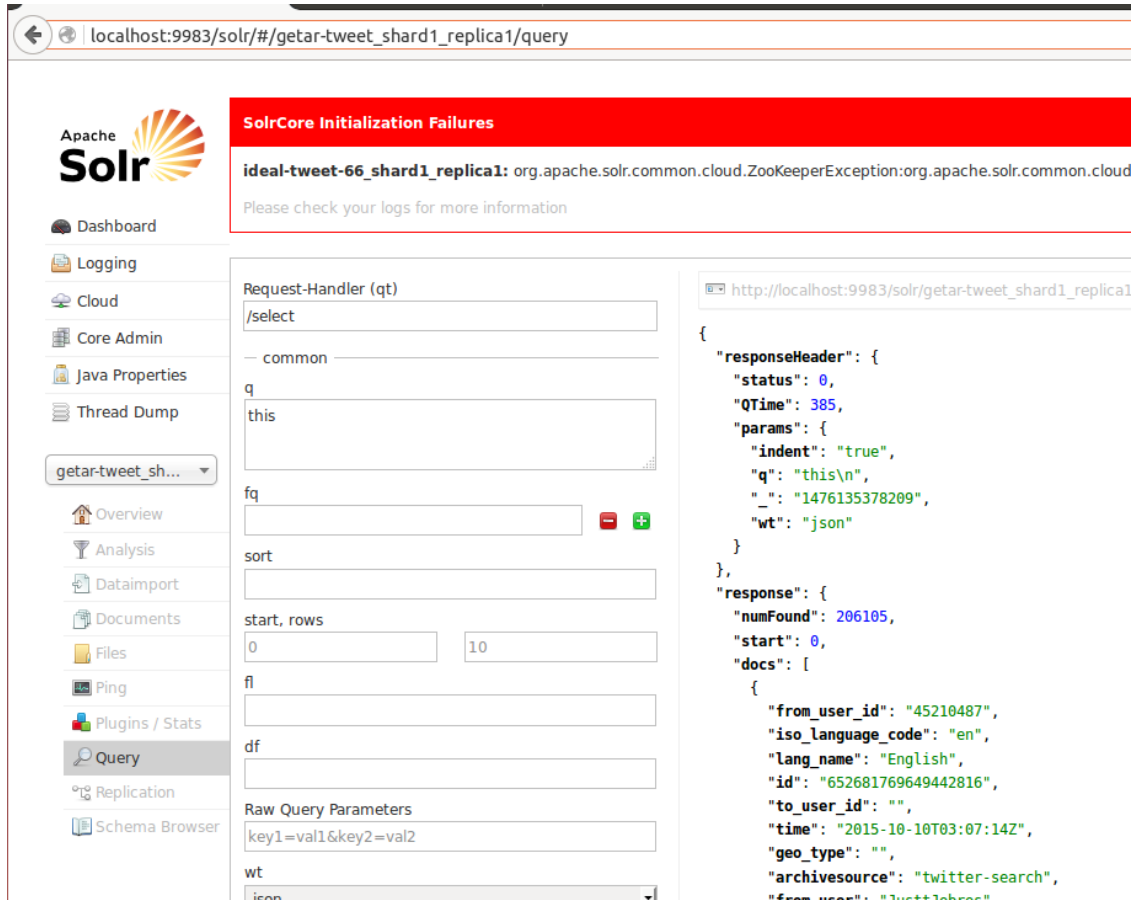 localhost:9983/solr/#/getar-tweet_shard1_replica1/query
Apache
Solr
SolrCore Initialization Failures
ideal-tweet-66_shard1_replica1: org.apache.solr.common.cloud.ZooKeeperException:org.apache.solr.common.cloud
Please check your logs for more information
Dashboard
Logging
Cloud
Core Admin
Java Properties
Thread Dump
getar-tweet_sh...
Overview
Analysis
Dataimport
Documents
Files
Ping
Plugins / Stats
Query
Replication
Schema Browser
Request-Handler (qt)
/select
common
q
this
fq
sort
start, rows
0 10
fl
df
Raw Query Parameters
key1=val1&key2=val2
wt
json
http://localhost:9983/solr/getar-tweet_shard1_replica1
{
"responseHeader": {
"status": 0,
"QTime": 385,
"params": {
"indent": "true",
"q": "this\n",
"_": "1476135378209",
"wt": "json"
}
},
"response": {
"numFound": 206105,
"start": 0,
"docs": [
{
"from_user_id": "45210487",
"iso_language_code": "en",
"lang_name": "English",
"id": "652681769649442816",
"to_user_id": "",
"time": "2015-10-10T03:07:14Z",
"geo_type": "",
"archivesource": "twitter-search",
"from_user":